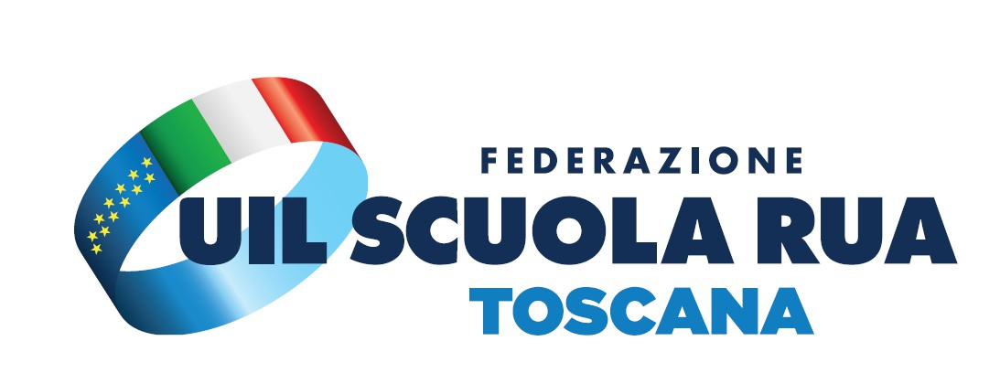 FEDERAZIONE
UIL SCUOLA RUA
TOSCANA